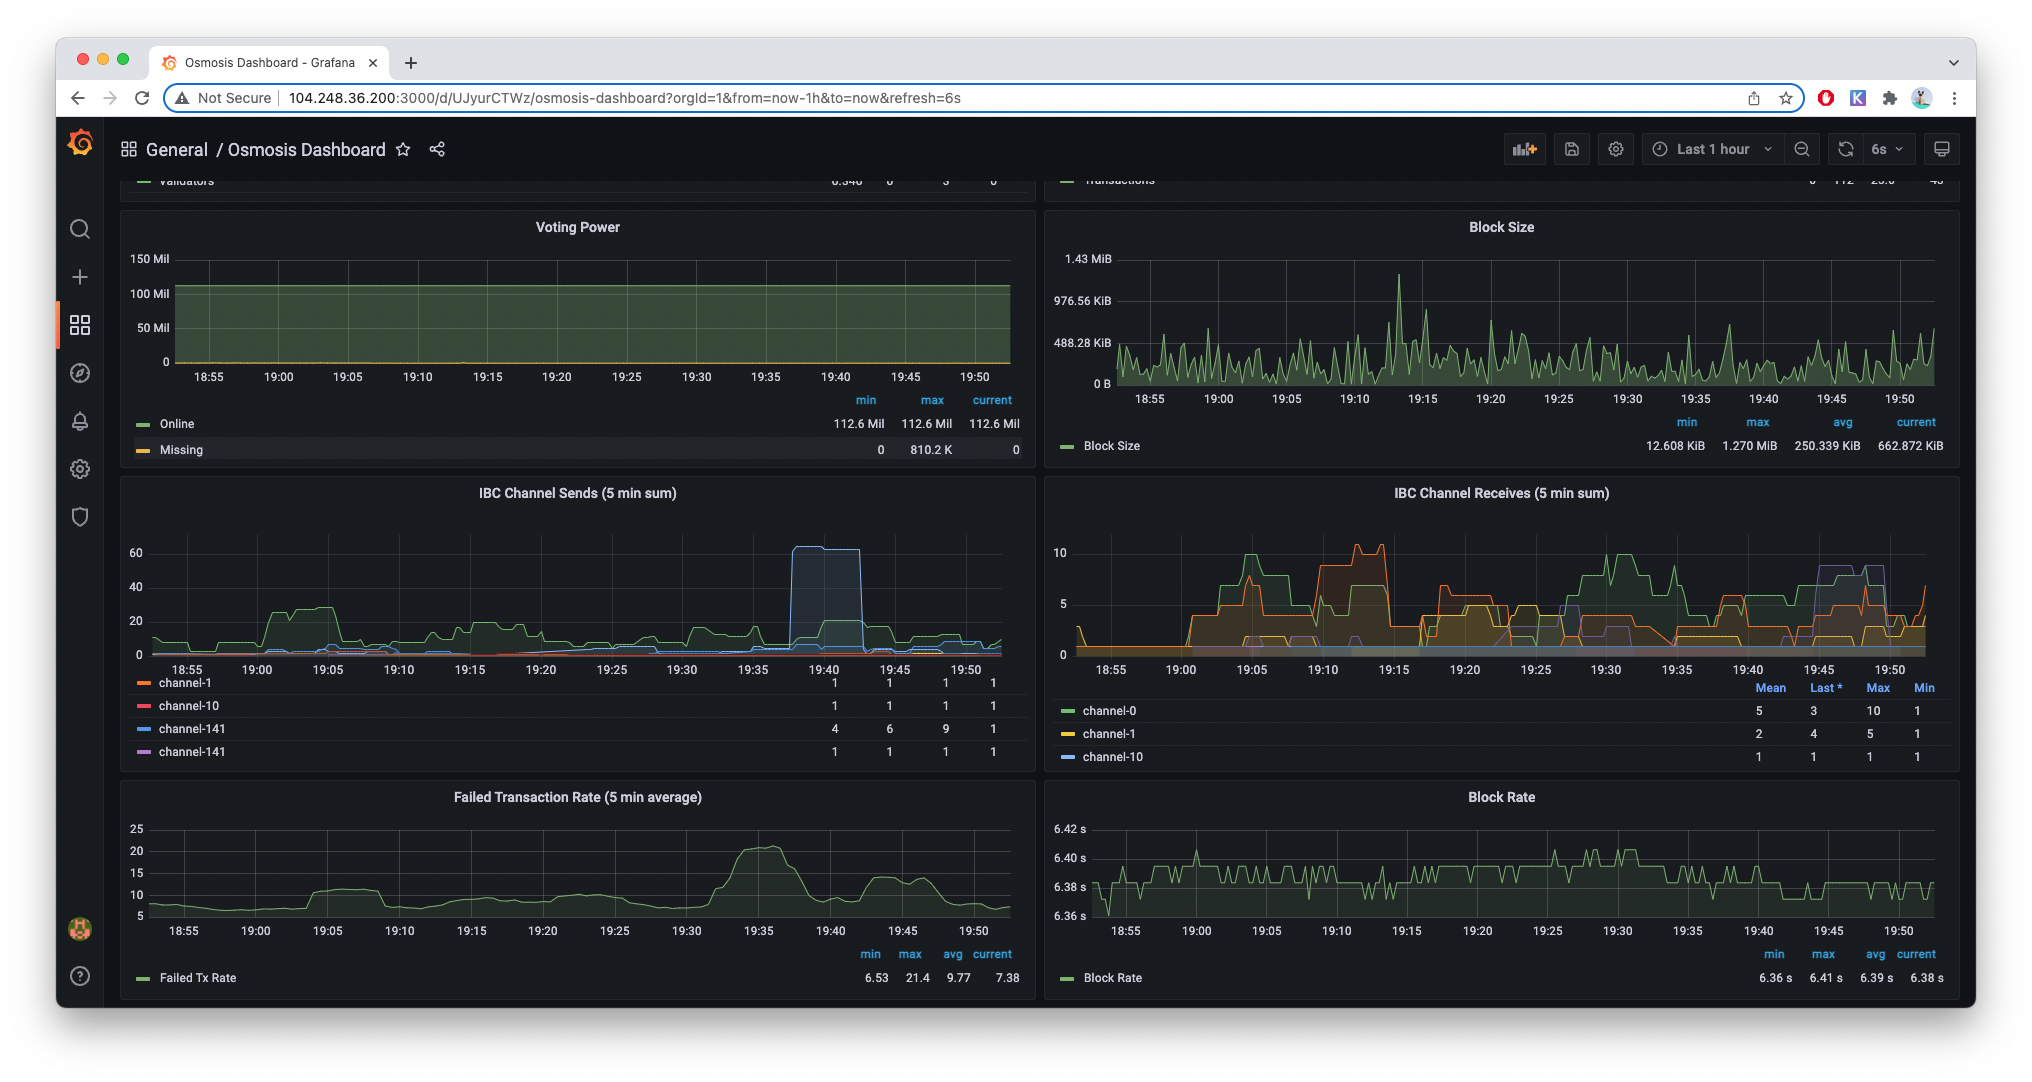 Osmosis Dashboard - Grafana
Not Secure 104.248.36.200:3000/d/UJyurCTWz/osmosis-dashboard?orgId=1&from=now-1h&to=now&refresh=6s
K
General / Osmosis Dashboard
Last 1 hour
6s
Validators 6.346 0 3 0
Transactions
Voting Power
150 Mil
100 Mil
50 Mil
0
18:55 19:00 19:05 19:10 19:15 19:20 19:25 19:30 19:35 19:40 19:45 19:50
min max current
Online 112.6 Mil 112.6 Mil 112.6 Mil
Missing 0 810.2 K 0
Block Size
1.43 MiB
976.56 KiB
488.28 KiB
0 B
18:55 19:00 19:05 19:10 19:15 19:20 19:25 19:30 19:35 19:40 19:45 19:50
min max avg current
Block Size 12.608 KiB 1.270 MiB 250.339 KiB 662.872 KiB
IBC Channel Sends (5 min sum)
60
40
20
0
18:55 19:00 19:05 19:10 19:15 19:20 19:25 19:30 19:35 19:40 19:45 19:50
channel-1 1 1 1 1
channel-10 1 1 1 1
channel-141 4 6 9 1
channel-141 1 1 1 1
IBC Channel Receives (5 min sum)
10
5
0
18:55 19:00 19:05 19:10 19:15 19:20 19:25 19:30 19:35 19:40 19:45 19:50
Mean Last * Max Min
channel-0 5 3 10 1
channel-1 2 4 5 1
channel-10 1 1 1 1
Failed Transaction Rate (5 min average)
25
20
15
10
5
18:55 19:00 19:05 19:10 19:15 19:20 19:25 19:30 19:35 19:40 19:45 19:50
min max avg current
Failed Tx Rate 6.53 21.4 9.77 7.38
Block Rate
6.42 s
6.40 s
6.38 s
6.36 s
18:55 19:00 19:05 19:10 19:15 19:20 19:25 19:30 19:35 19:40 19:45 19:50
min max avg current
Block Rate 6.36 s 6.41 s 6.39 s 6.38 s